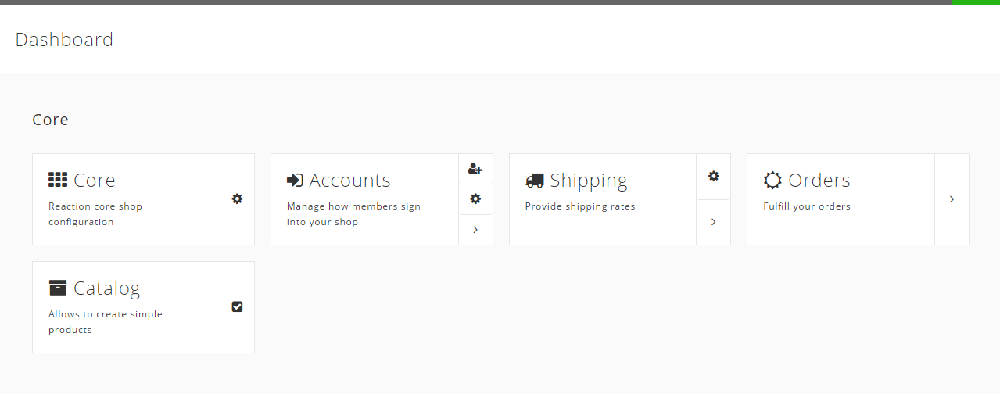 Dashboard
Core
Core
Reaction core shop
configuration
Accounts
Manage how members sign
into your shop
Shipping
Provide shipping rates
Orders
Fulfill your orders
Catalog
Allows to create simple
products